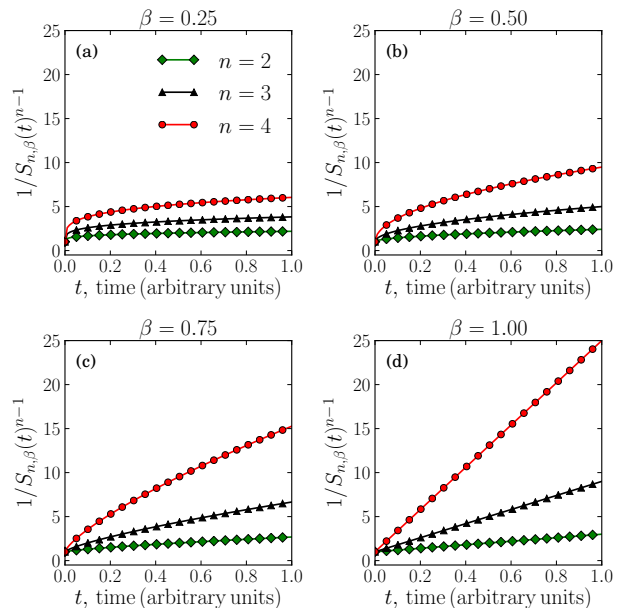 β = 0.25
(a)
n = 2
n = 3
n = 4
25
20
15
10
5
0
0.0 0.2 0.4 0.6 0.8 1.0
1/S_{n,β}(t)^{n−1}
t, time (arbitrary units)
β = 0.50
(b)
25
20
15
10
5
0
0.0 0.2 0.4 0.6 0.8 1.0
1/S_{n,β}(t)^{n−1}
t, time (arbitrary units)
β = 0.75
(c)
25
20
15
10
5
0
0.0 0.2 0.4 0.6 0.8 1.0
1/S_{n,β}(t)^{n−1}
t, time (arbitrary units)
β = 1.00
(d)
25
20
15
10
5
0
0.0 0.2 0.4 0.6 0.8 1.0
1/S_{n,β}(t)^{n−1}
t, time (arbitrary units)